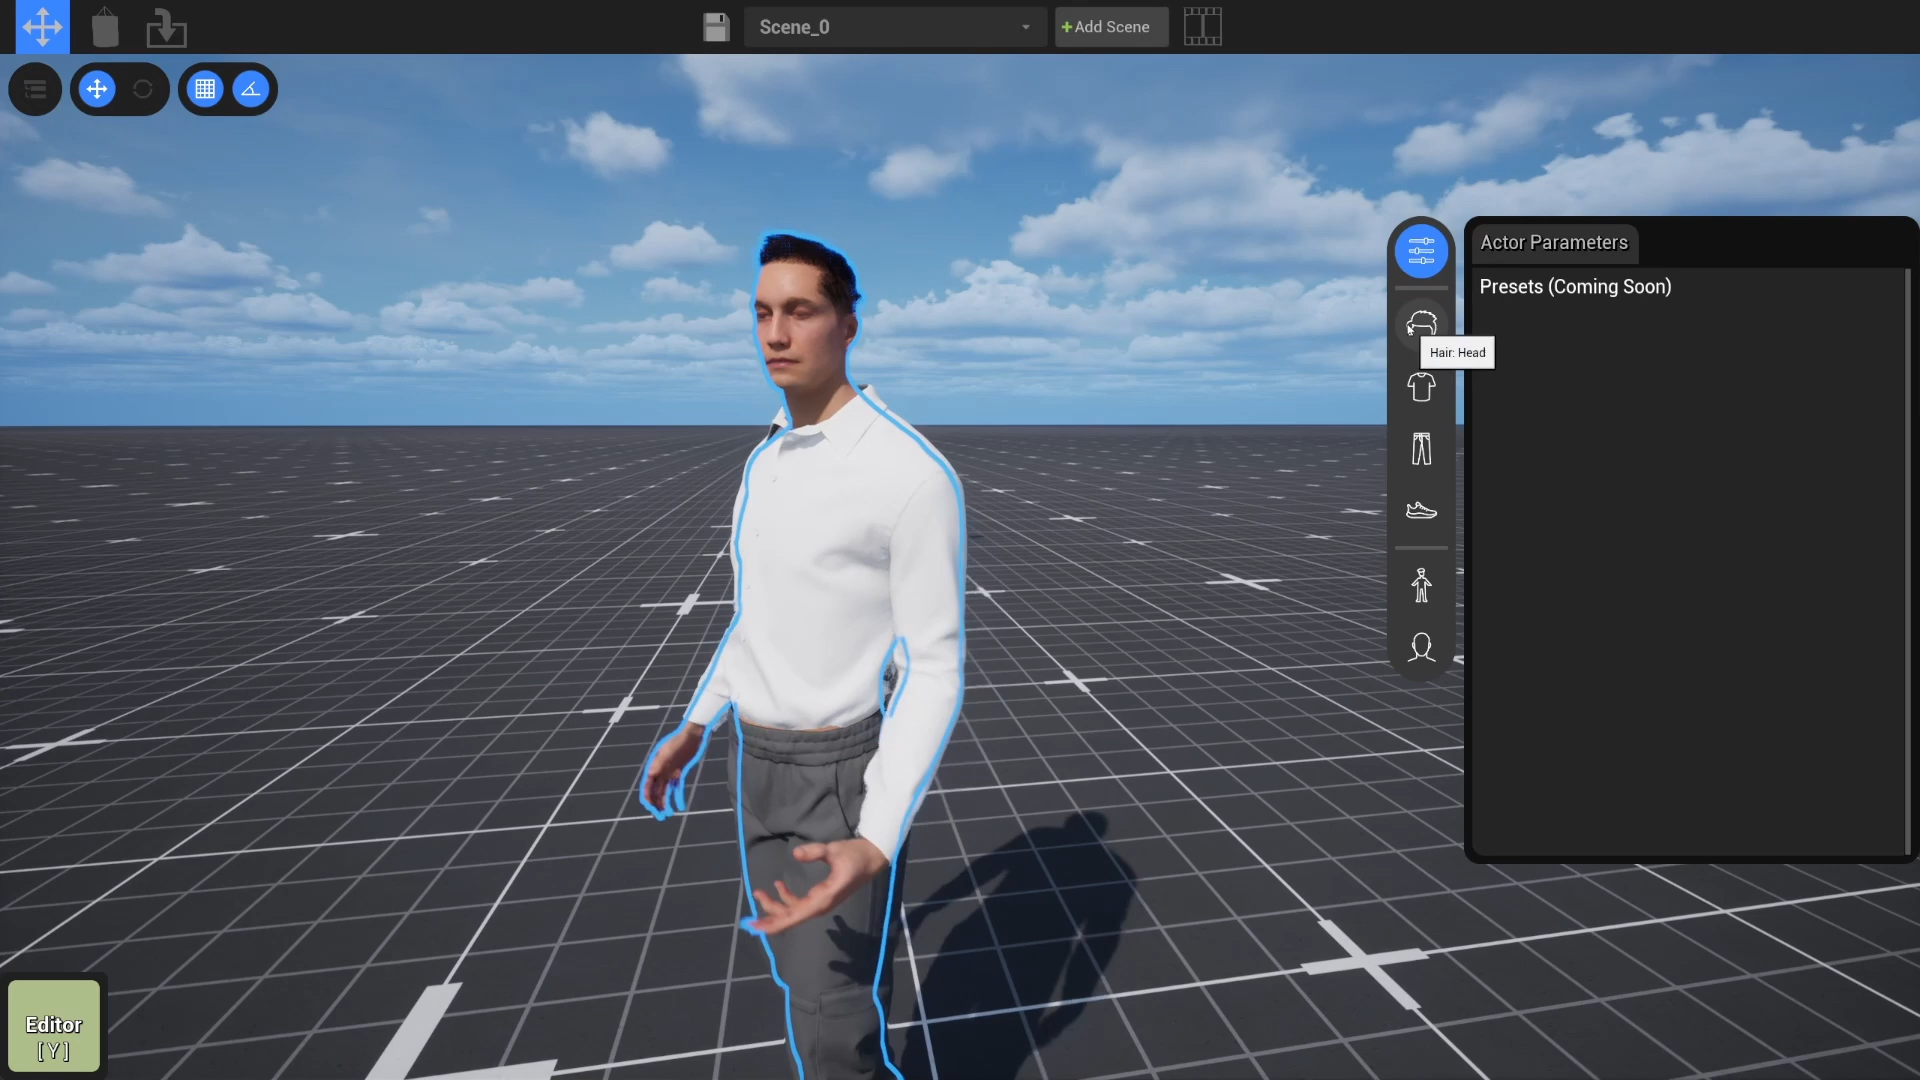 Scene_0
+Add Scene
Actor Parameters
Presets (Coming Soon)
Hair: Head
Editor
[Y]